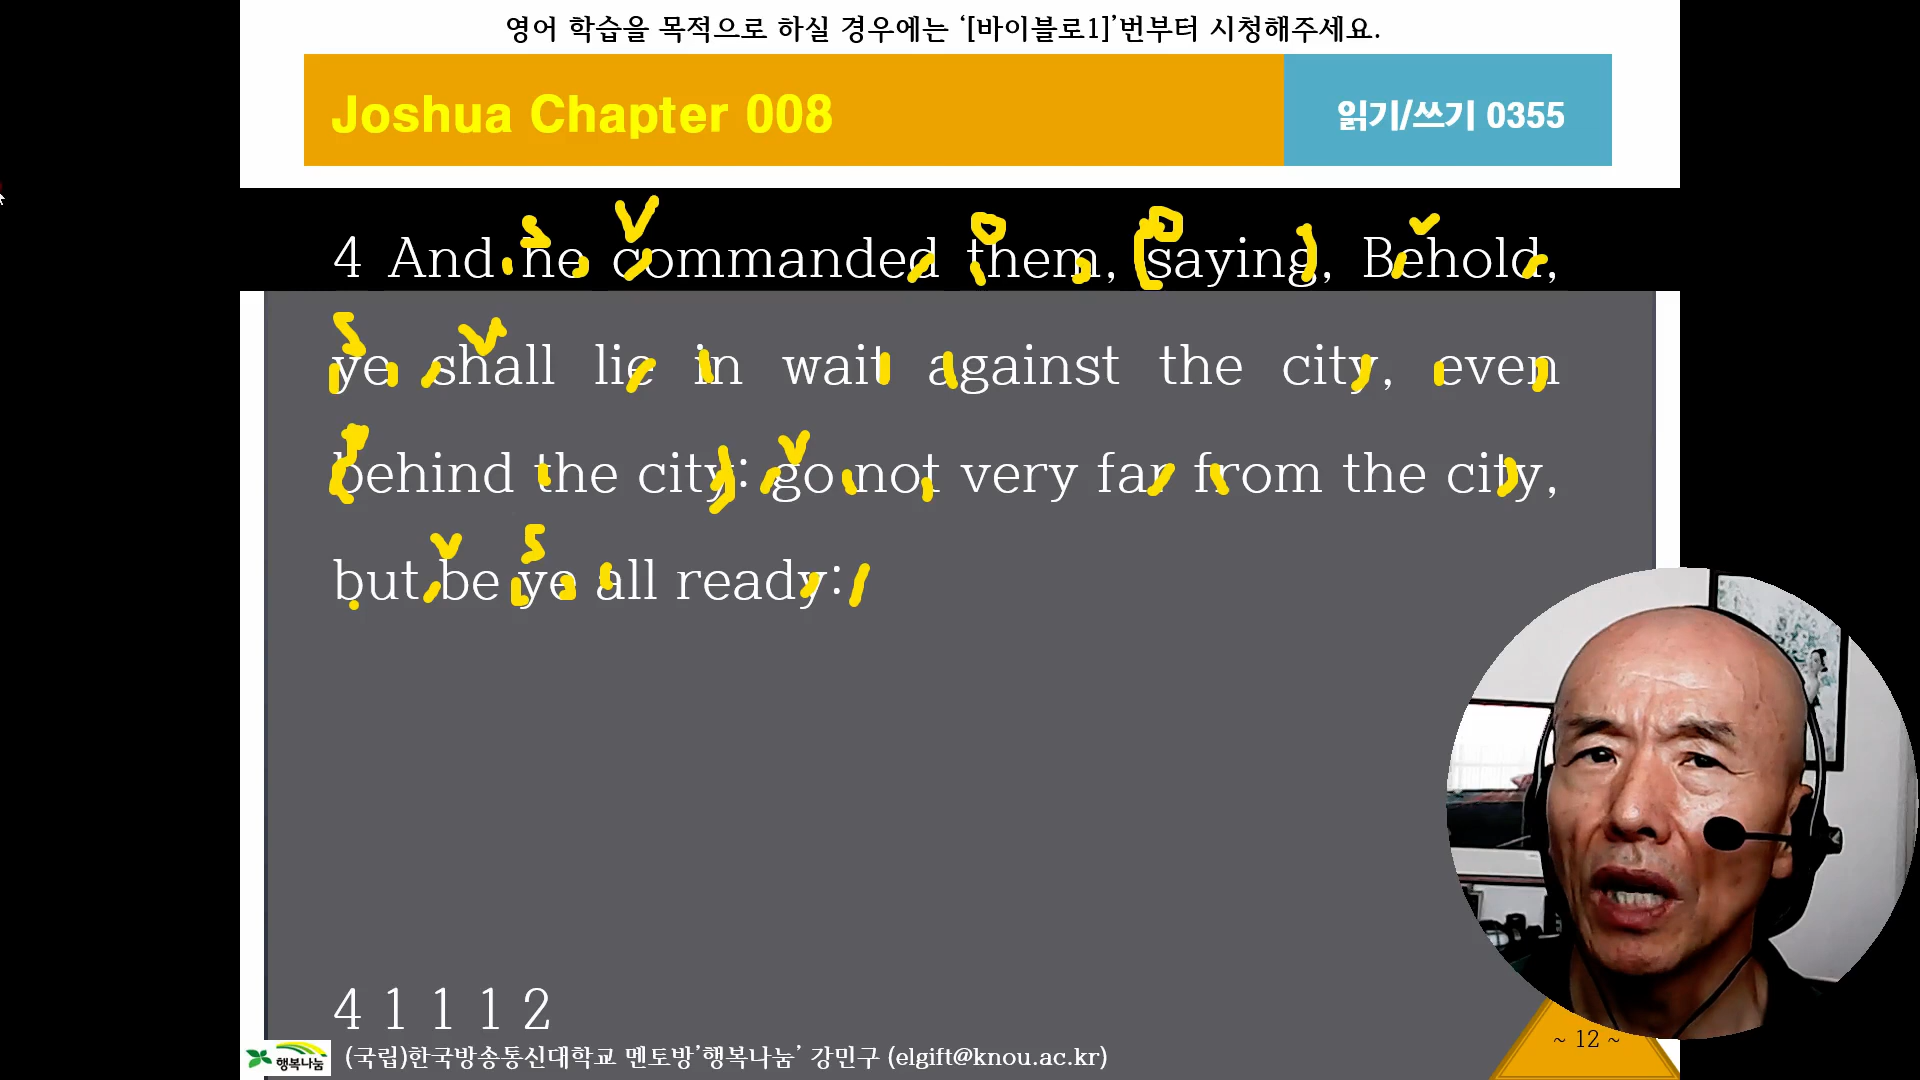 영어 학습을 목적으로 하실 경우에는 ‘[바이블로1]’번부터 시청해주세요.
Joshua Chapter 008
읽기/쓰기 0355
4 And he commanded them, saying, Behold,
ye shall lie in wait against the city, even
behind the city: go not very far from the city,
but be ye all ready:
4 1 1 1 2
행복나눔
(국립)한국방송통신대학교 멘토방’행복나눔’ 강민구 (elgift@knou.ac.kr)
~ 12 ~